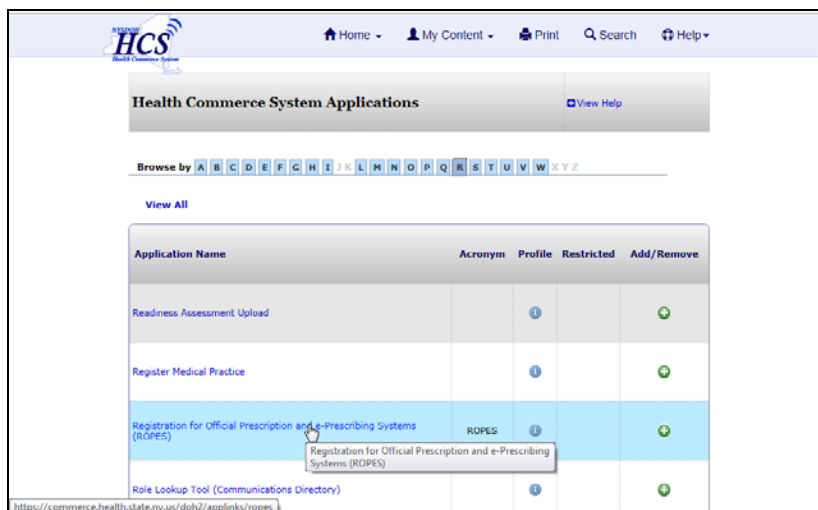 NYSDOH
HCS
Health Commerce System
Home
My Content
Print
Search
Help
Health Commerce System Applications
View Help
Browse by A B C D E F G H I J K L M N O P Q R S T U V W X Y Z
View All
Application Name Acronym Profile Restricted Add/Remove
Readiness Assessment Upload
Register Medical Practice
Registration for Official Prescription and e-Prescribing Systems
(ROPES) ROPES
Registration for Official Prescription and e-Prescribing
Systems (ROPES)
Role Lookup Tool (Communications Directory)
https://commerce.health.state.ny.us/doh2/applinks/ropes